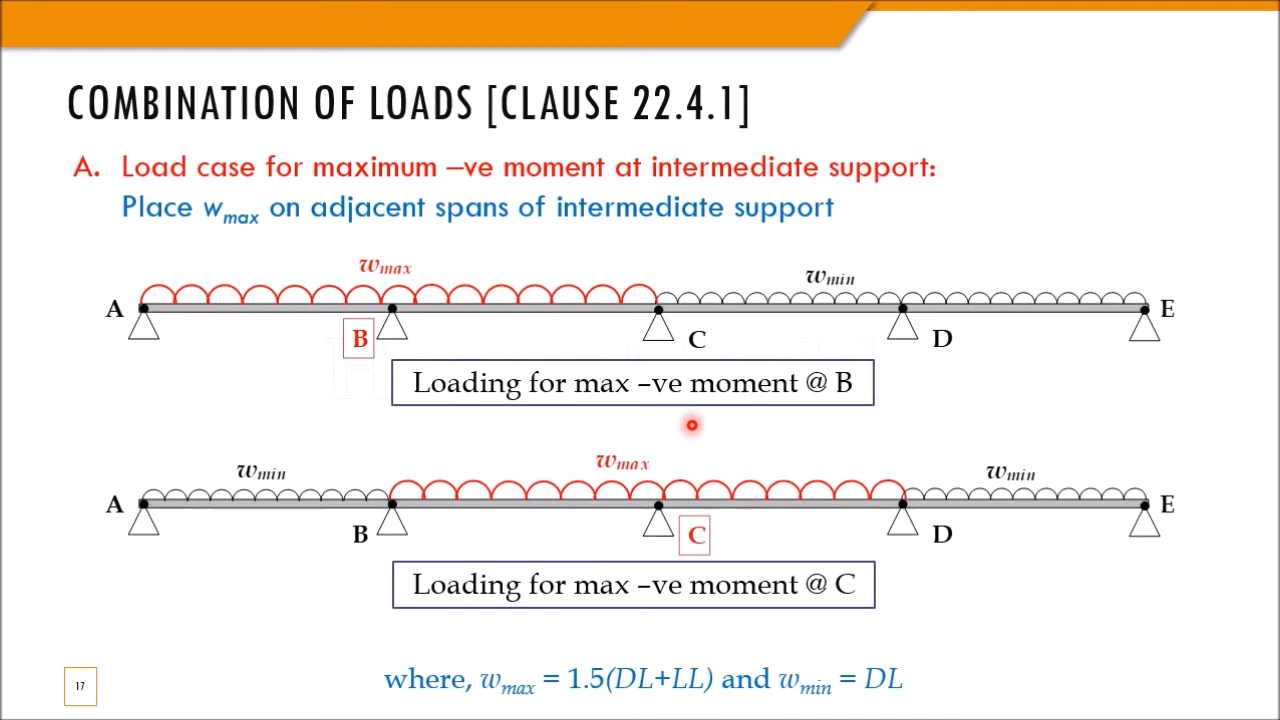 COMBINATION OF LOADS [CLAUSE 22.4.1]
A. Load case for maximum –ve moment at intermediate support:
Place wmax on adjacent spans of intermediate support
wmax
wmin
A
E
B
C
D
Loading for max –ve moment @ B
wmin
wmax
wmin
A
E
B
C
D
Loading for max –ve moment @ C
where, wmax = 1.5(DL+LL) and wmin = DL
17